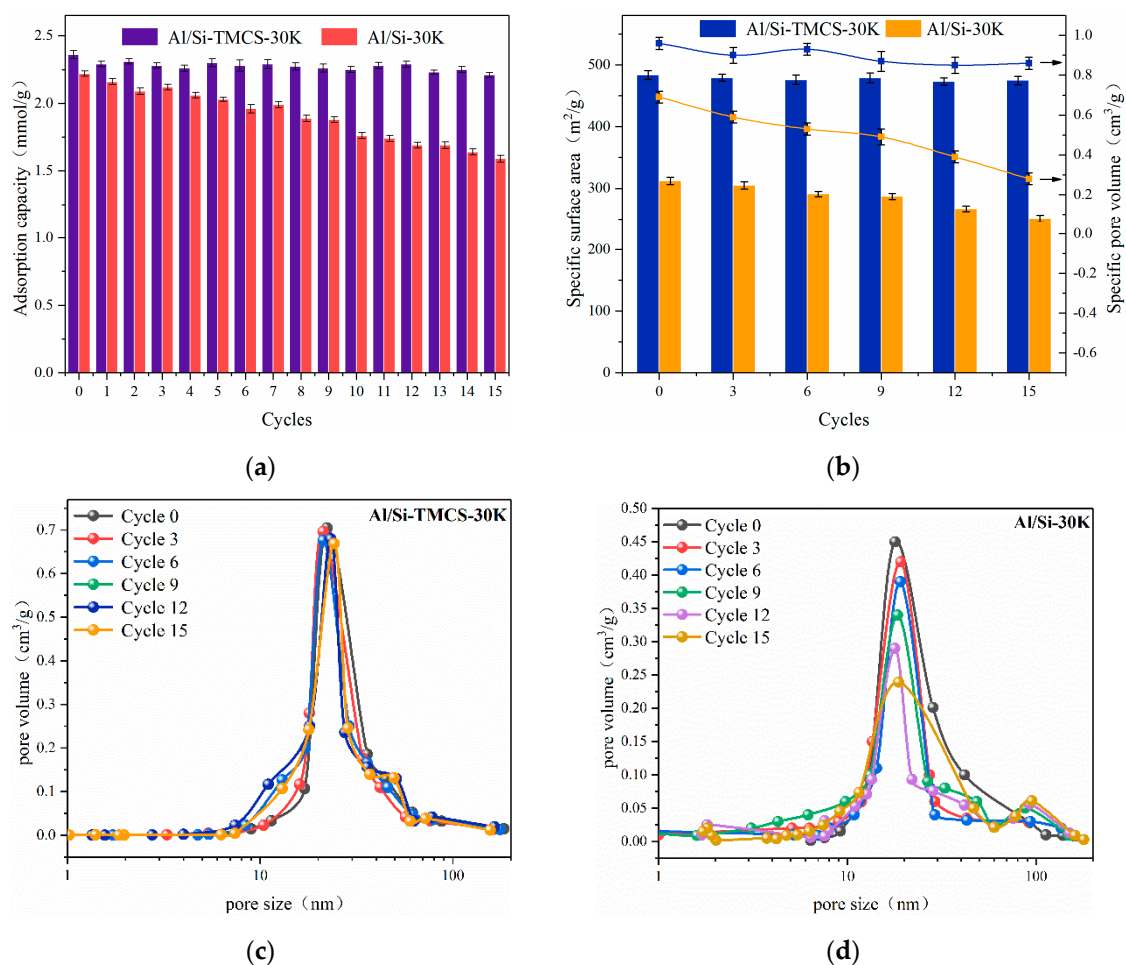 Al/Si-TMCS-30K Al/Si-30K
Adsorption capacity（mmol/g）
2.5
2.0
1.5
1.0
0.5
0.0
0 1 2 3 4 5 6 7 8 9 10 11 12 13 14 15
Cycles
(a)
Al/Si-TMCS-30K Al/Si-30K
Specific surface area（m²/g）
500
400
300
200
100
0
1.0
0.8
0.6
0.4
0.2
0.0
-0.2
-0.4
-0.6
Specific pore volume（cm³/g）
0 3 6 9 12 15
Cycles
(b)
Al/Si-TMCS-30K
Cycle 0
Cycle 3
Cycle 6
Cycle 9
Cycle 12
Cycle 15
pore volume（cm³/g）
0.7
0.6
0.5
0.4
0.3
0.2
0.1
0.0
1 10 100
pore size（nm）
(c)
Al/Si-30K
Cycle 0
Cycle 3
Cycle 6
Cycle 9
Cycle 12
Cycle 15
pore volume（cm³/g）
0.50
0.45
0.40
0.35
0.30
0.25
0.20
0.15
0.10
0.05
0.00
1 10 100
pore size（nm）
(d)